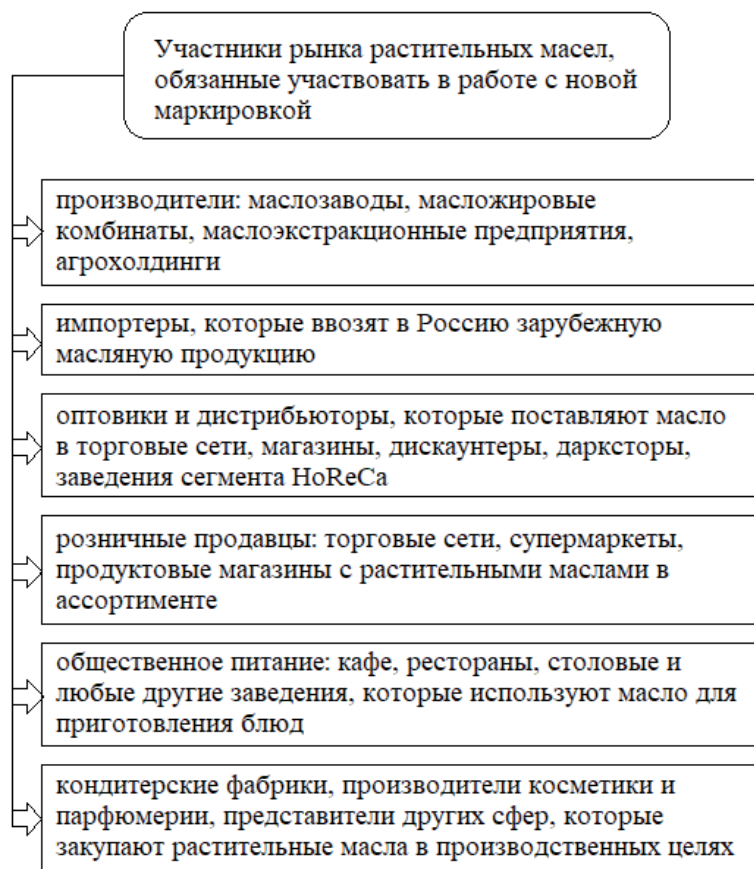 Участники рынка растительных масел,
обязанные участвовать в работе с новой
маркировкой
производители: маслозаводы, масложировые
комбинаты, маслоэкстракционные предприятия,
агрохолдинги
импортеры, которые ввозят в Россию зарубежную
масляную продукцию
оптовики и дистрибьюторы, которые поставляют масло
в торговые сети, магазины, дискаунтеры, дарксторы,
заведения сегмента HoReCa
розничные продавцы: торговые сети, супермаркеты,
продуктовые магазины с растительными маслами в
ассортименте
общественное питание: кафе, рестораны, столовые и
любые другие заведения, которые используют масло для
приготовления блюд
кондитерские фабрики, производители косметики и
парфюмерии, представители других сфер, которые
закупают растительные масла в производственных целях